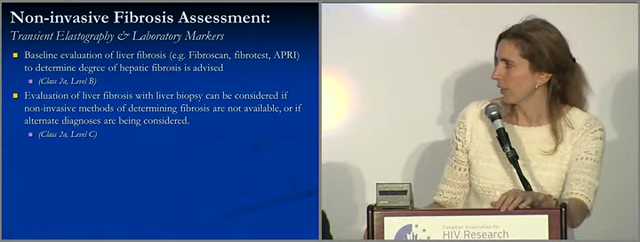 Non-invasive Fibrosis Assessment:
Transient Elastography & Laboratory Markers
Baseline evaluation of liver fibrosis (e.g. Fibroscan, fibrotest, APRI)
to determine degree of hepatic fibrosis is advised
(Class 2a, Level B)
Evaluation of liver fibrosis with liver biopsy can be considered if
non-invasive methods of determining fibrosis are not available, or if
alternate diagnoses are being considered.
(Class 2a, Level C)
Canadian Association for
HIV Research